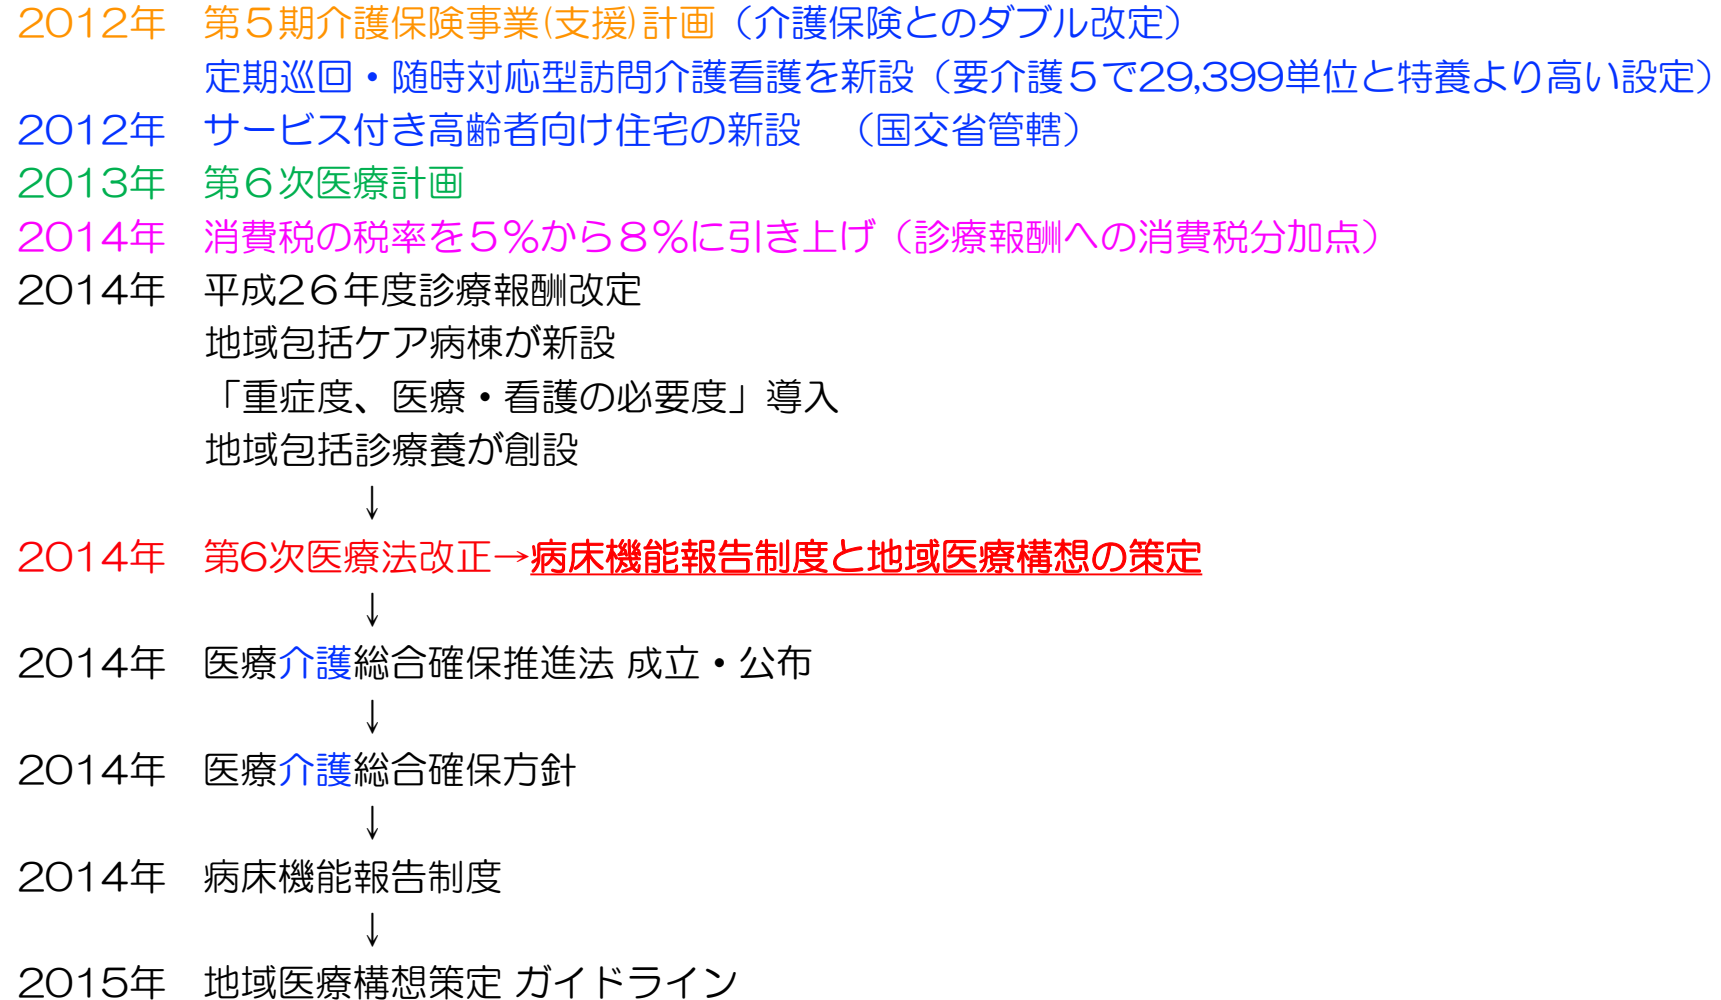 2012年　第５期介護保険事業(支援)計画（介護保険とのダブル改定）
定期巡回・随時対応型訪問介護看護を新設（要介護５で29,399単位と特養より高い設定）
2012年　サービス付き高齢者向け住宅の新設　（国交省管轄）
2013年　第６次医療計画
2014年　消費税の税率を５％から８％に引き上げ（診療報酬への消費税分加点）
2014年　平成２６年度診療報酬改定
地域包括ケア病棟が新設
「重症度、医療・看護の必要度」導入
地域包括診療養が創設
↓
2014年　第6次医療法改正→病床機能報告制度と地域医療構想の策定
↓
2014年　医療介護総合確保推進法 成立・公布
↓
2014年　医療介護総合確保方針
↓
2014年　病床機能報告制度
↓
2015年　地域医療構想策定 ガイドライン